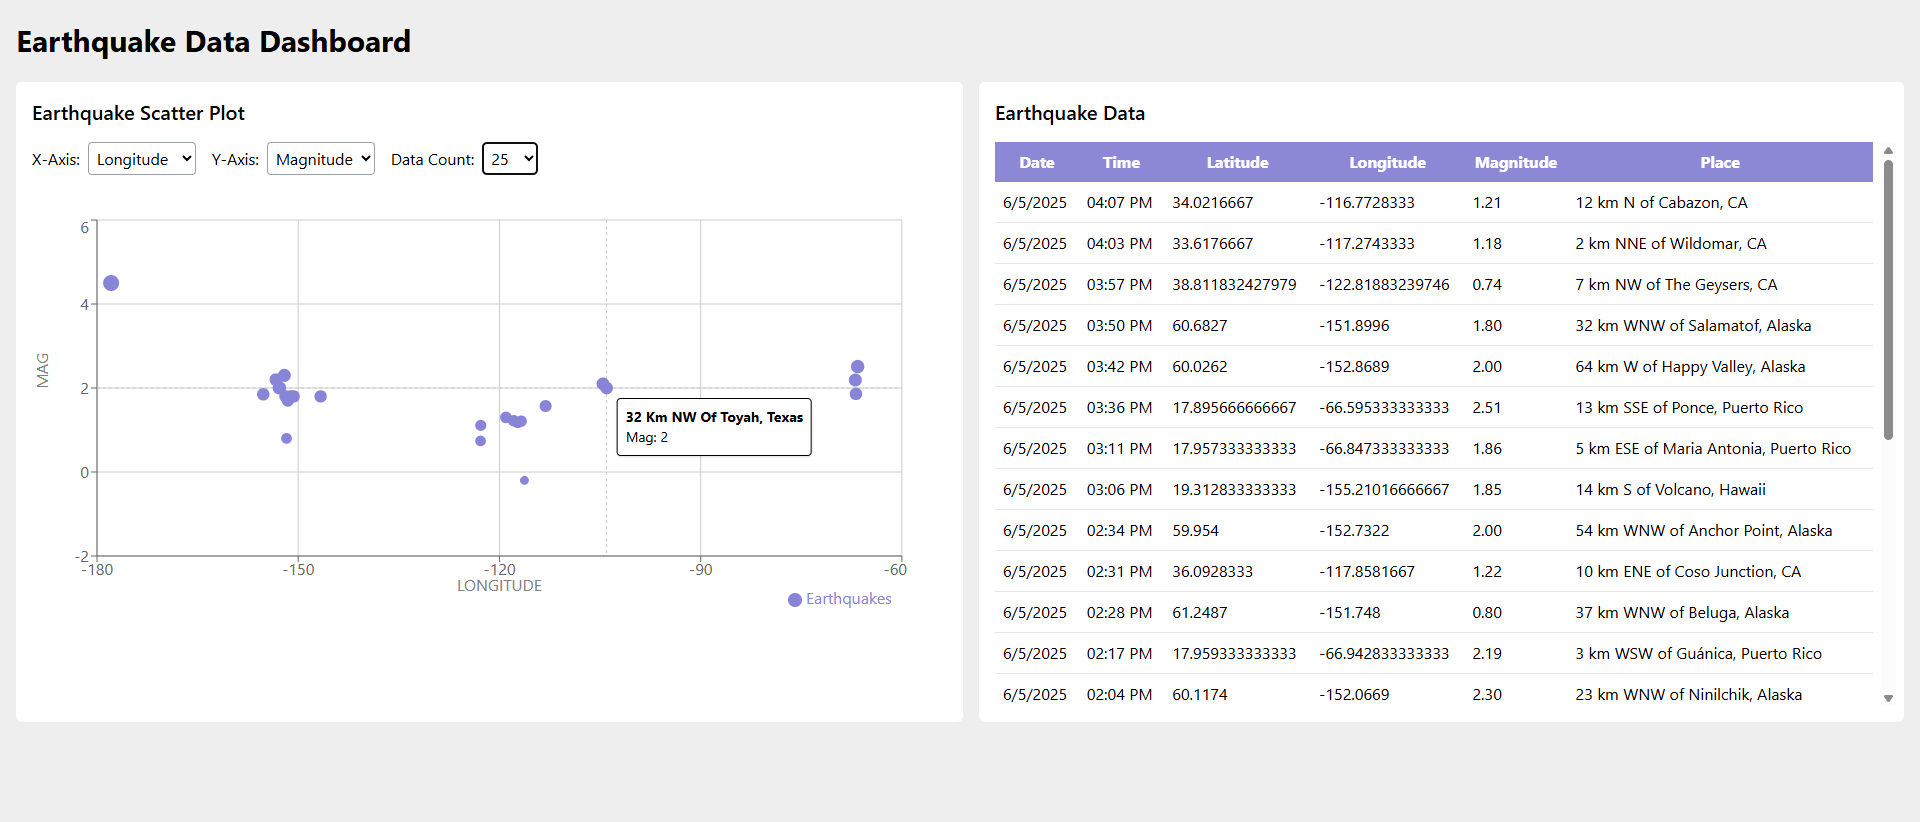 Earthquake Data Dashboard
Earthquake Scatter Plot
X-Axis: Longitude Y-Axis: Magnitude Data Count: 25
6
4
2
0
-2
MAG
-180 -150 -120 -90 -60
LONGITUDE
Earthquakes
32 Km NW Of Toyah, Texas
Mag: 2
Earthquake Data
Date Time Latitude Longitude Magnitude Place
6/5/2025 04:07 PM 34.0216667 -116.7728333 1.21 12 km N of Cabazon, CA
6/5/2025 04:03 PM 33.6176667 -117.2743333 1.18 2 km NNE of Wildomar, CA
6/5/2025 03:57 PM 38.811832427979 -122.81883239746 0.74 7 km NW of The Geysers, CA
6/5/2025 03:50 PM 60.6827 -151.8996 1.80 32 km WNW of Salamatof, Alaska
6/5/2025 03:42 PM 60.0262 -152.8689 2.00 64 km W of Happy Valley, Alaska
6/5/2025 03:36 PM 17.895666666667 -66.595333333333 2.51 13 km SSE of Ponce, Puerto Rico
6/5/2025 03:11 PM 17.957333333333 -66.847333333333 1.86 5 km ESE of Maria Antonia, Puerto Rico
6/5/2025 03:06 PM 19.312833333333 -155.21016666667 1.85 14 km S of Volcano, Hawaii
6/5/2025 02:34 PM 59.954 -152.7322 2.00 54 km WNW of Anchor Point, Alaska
6/5/2025 02:31 PM 36.0928333 -117.8581667 1.22 10 km ENE of Coso Junction, CA
6/5/2025 02:28 PM 61.2487 -151.748 0.80 37 km WNW of Beluga, Alaska
6/5/2025 02:17 PM 17.959333333333 -66.942833333333 2.19 3 km WSW of Guánica, Puerto Rico
6/5/2025 02:04 PM 60.1174 -152.0669 2.30 23 km WNW of Ninilchik, Alaska